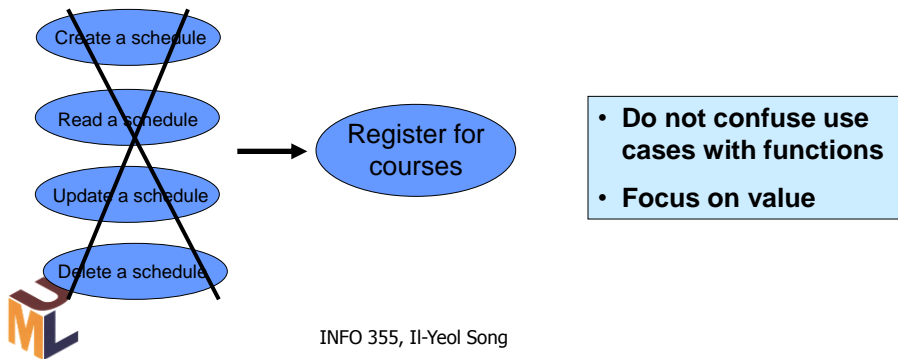 Create a schedule
Read a schedule
Update a schedule
Delete a schedule
Register for
courses
• Do not confuse use
cases with functions
• Focus on value
UML
INFO 355, Il-Yeol Song